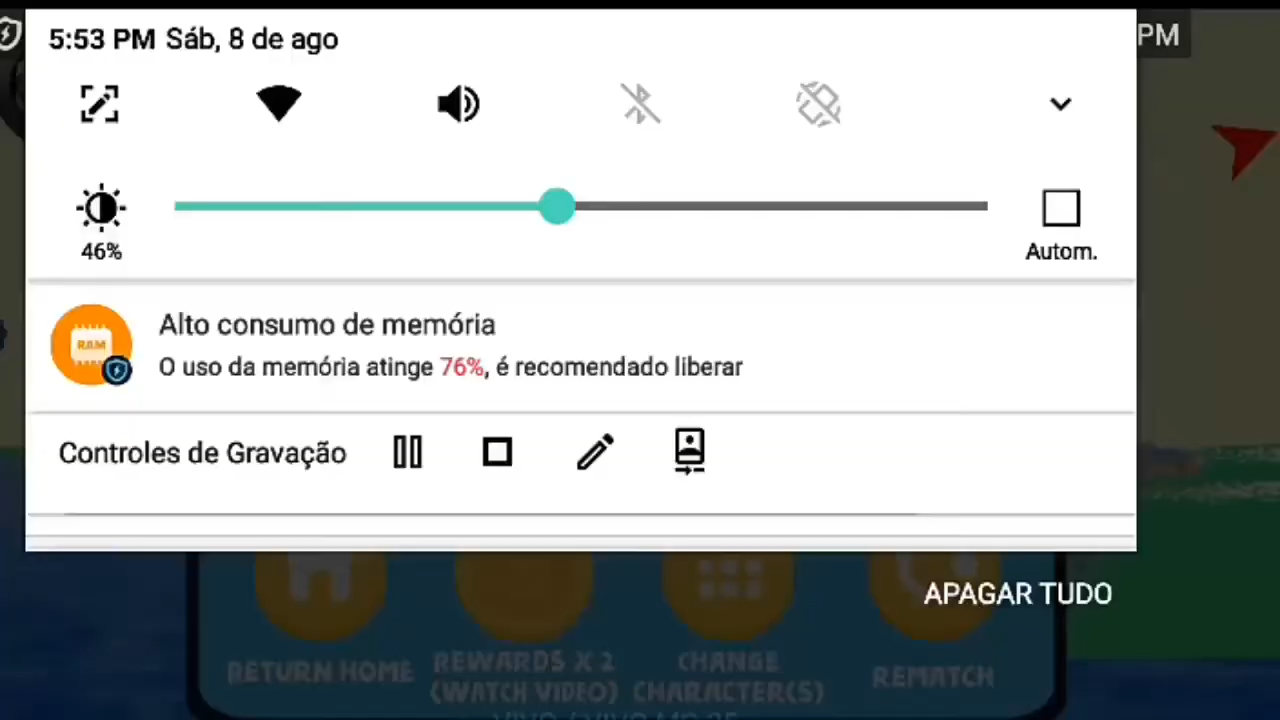 5:53 PM Sáb, 8 de ago
PM
46%
Autom.
RAM
Alto consumo de memória
O uso da memória atinge 76%, é recomendado liberar
Controles de Gravação
APAGAR TUDO
RETURN HOME
REWARDS X 2
(WATCH VIDEO)
CHANGE
CHARACTER(S)
REMATCH